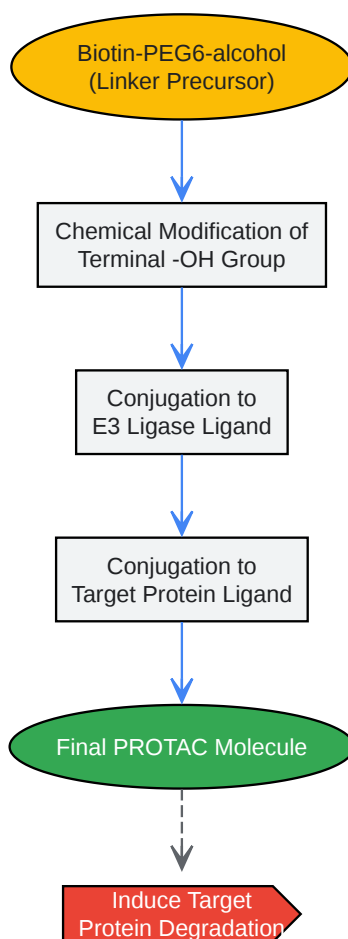 Biotin-PEG6-alcohol
(Linker Precursor)
Chemical Modification of
Terminal -OH Group
Conjugation to
E3 Ligase Ligand
Conjugation to
Target Protein Ligand
Final PROTAC Molecule
Induce Target
Protein Degradation